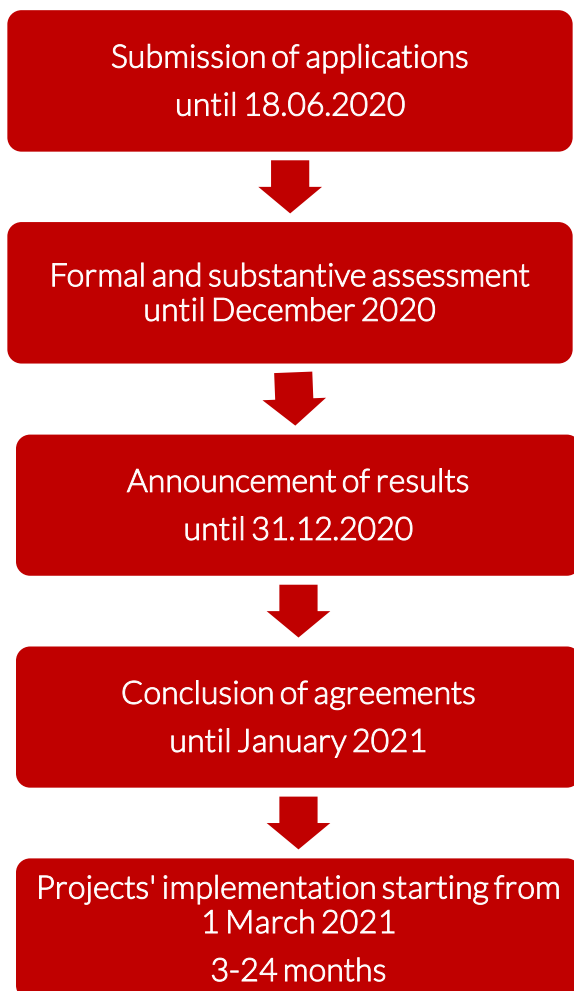 Submission of applications
until 18.06.2020
Formal and substantive assessment
until December 2020
Announcement of results
until 31.12.2020
Conclusion of agreements
until January 2021
Projects' implementation starting from
1 March 2021
3-24 months